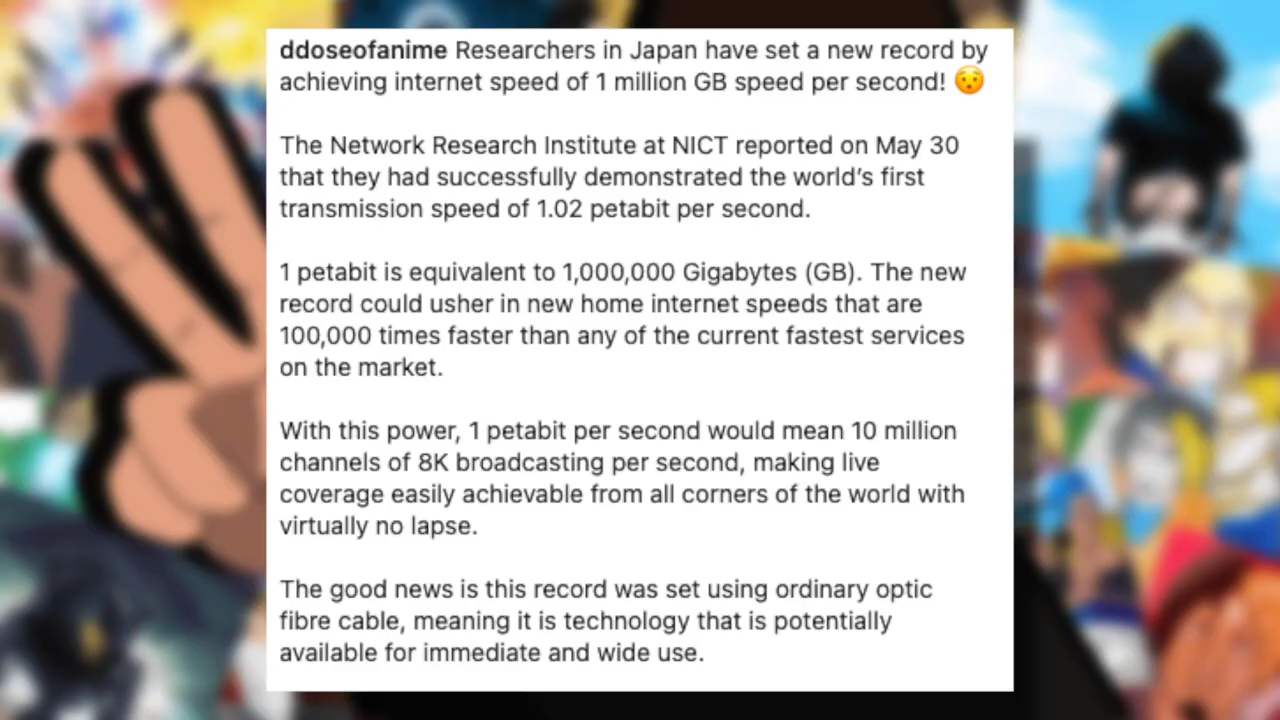 ddoseofanime Researchers in Japan have set a new record by
achieving internet speed of 1 million GB speed per second! 😯
The Network Research Institute at NICT reported on May 30
that they had successfully demonstrated the world’s first
transmission speed of 1.02 petabit per second.
1 petabit is equivalent to 1,000,000 Gigabytes (GB). The new
record could usher in new home internet speeds that are
100,000 times faster than any of the current fastest services
on the market.
With this power, 1 petabit per second would mean 10 million
channels of 8K broadcasting per second, making live
coverage easily achievable from all corners of the world with
virtually no lapse.
The good news is this record was set using ordinary optic
fibre cable, meaning it is technology that is potentially
available for immediate and wide use.